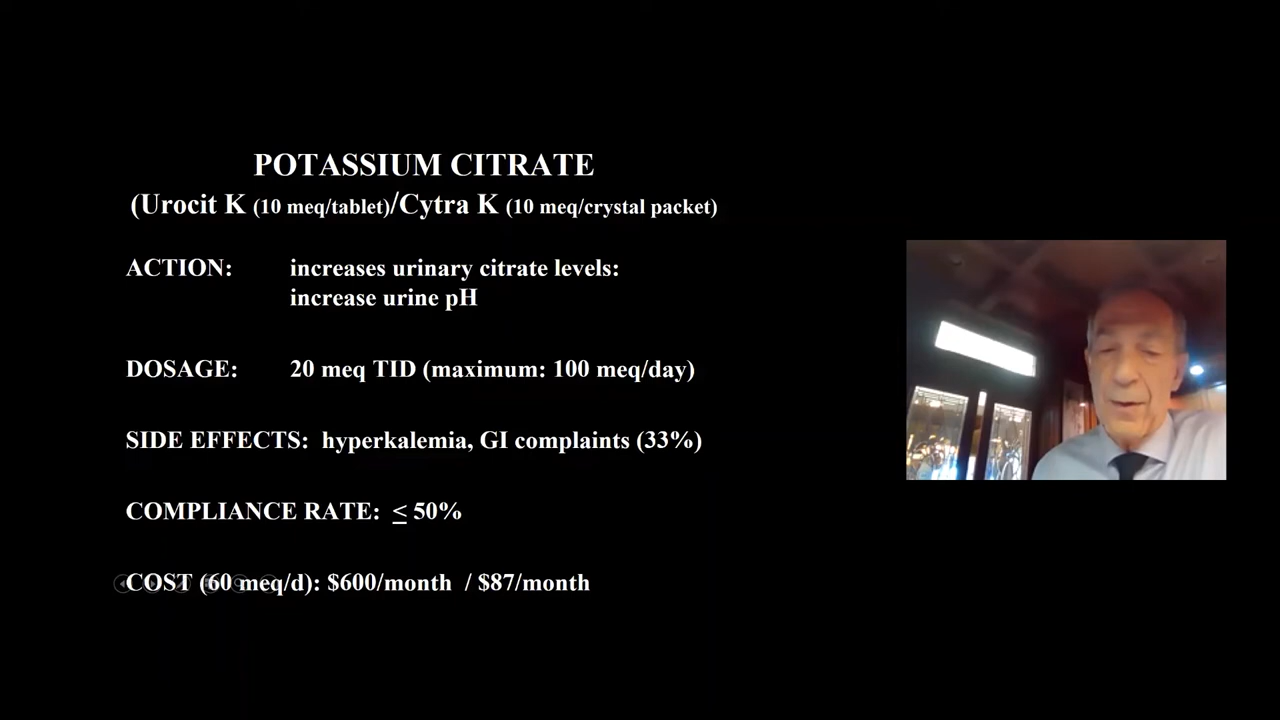 POTASSIUM CITRATE
(Urocit K (10 meq/tablet)/Cytra K (10 meq/crystal packet)
ACTION: increases urinary citrate levels:
increase urine pH
DOSAGE: 20 meq TID (maximum: 100 meq/day)
SIDE EFFECTS: hyperkalemia, GI complaints (33%)
COMPLIANCE RATE: ≤ 50%
COST (60 meq/d): $600/month / $87/month